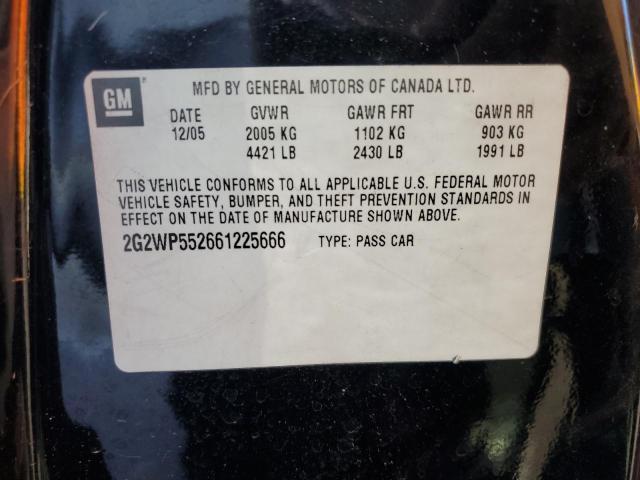 GM
MFD BY GENERAL MOTORS OF CANADA LTD.
DATE GVWR GAWR FRT GAWR RR
12/05 2005 KG 1102 KG 903 KG
4421 LB 2430 LB 1991 LB
THIS VEHICLE CONFORMS TO ALL APPLICABLE U.S. FEDERAL MOTOR
VEHICLE SAFETY, BUMPER, AND THEFT PREVENTION STANDARDS IN
EFFECT ON THE DATE OF MANUFACTURE SHOWN ABOVE.
2G2WP552661225666 TYPE: PASS CAR